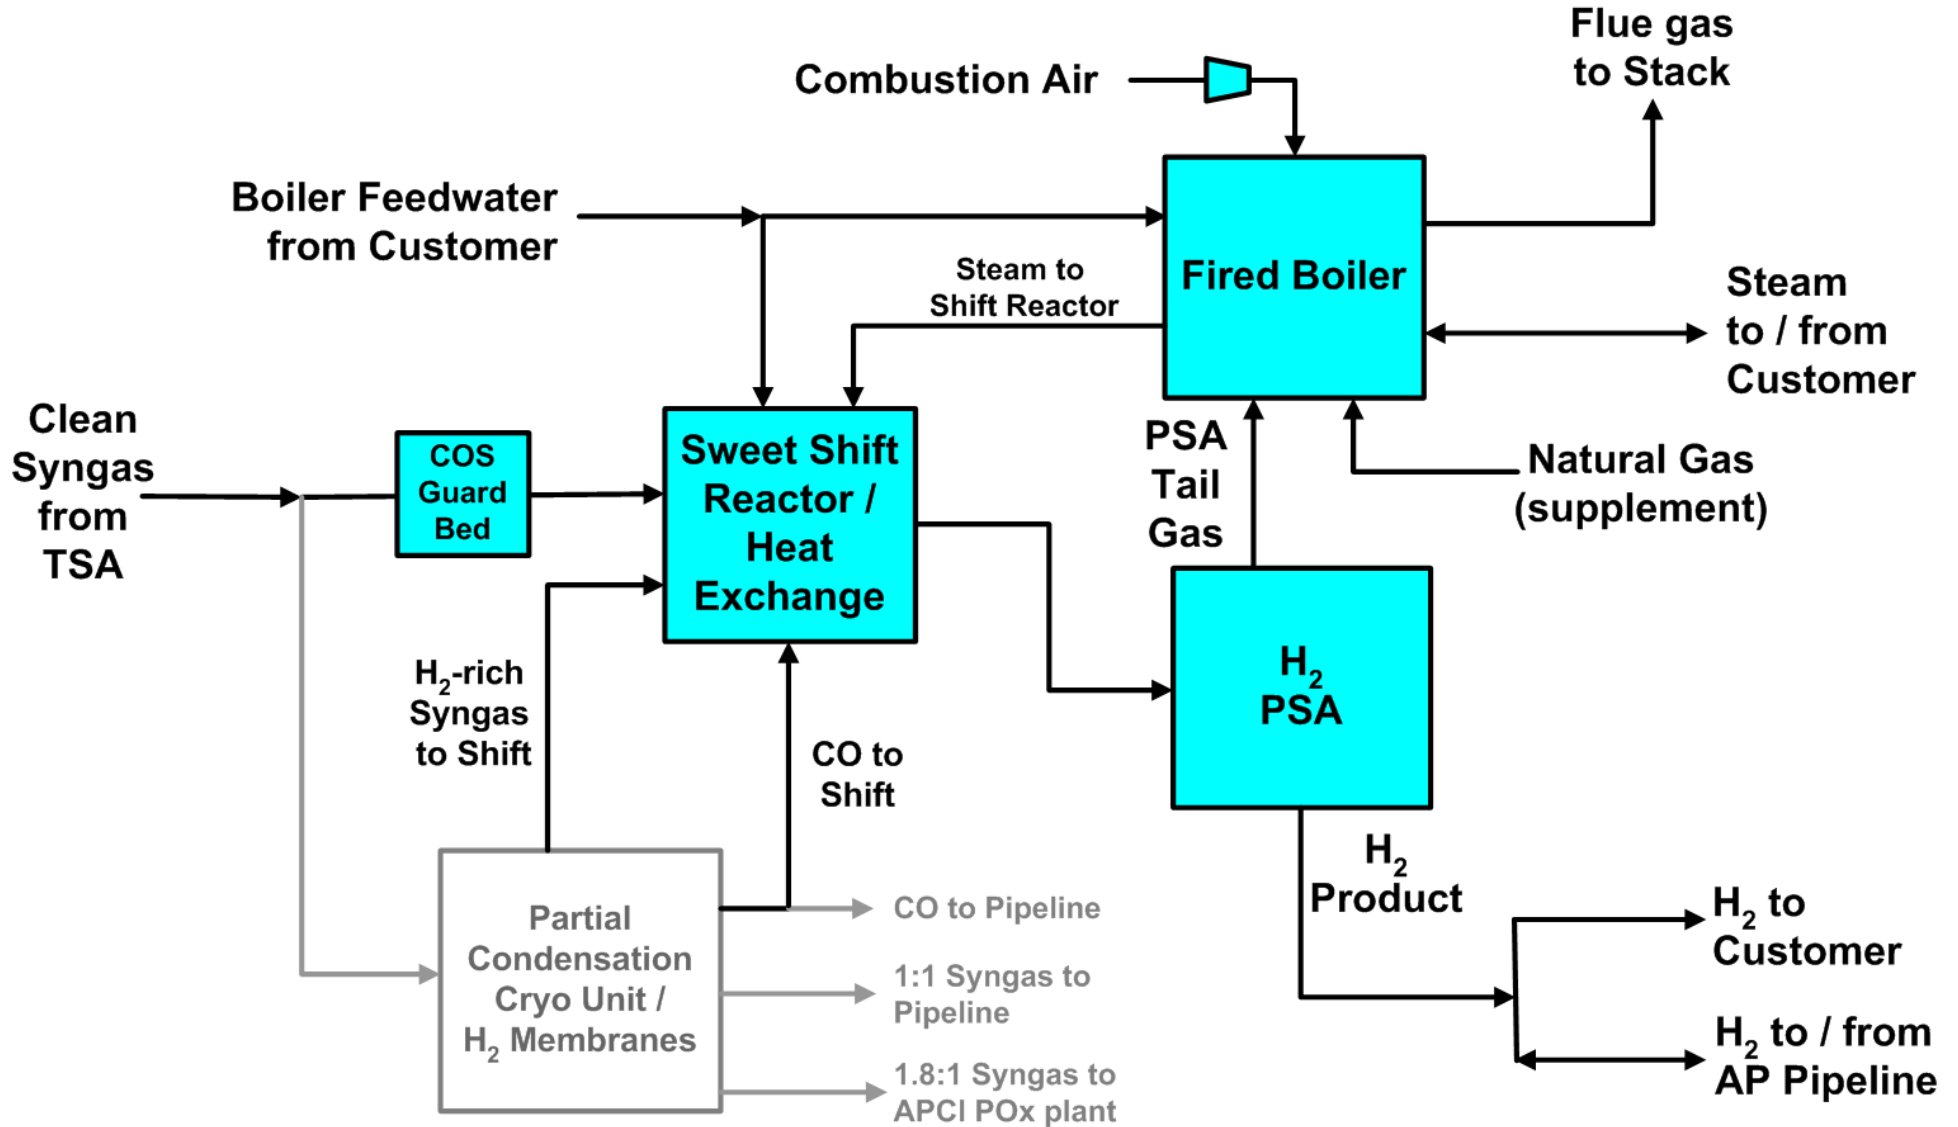 Flue gas
to Stack
Combustion Air
Boiler Feedwater
from Customer
Steam to
Shift Reactor
Fired Boiler
Steam
to / from
Customer
Clean
Syngas
from
TSA
COS
Guard
Bed
Sweet Shift
Reactor /
Heat
Exchange
PSA
Tail
Gas
Natural Gas
(supplement)
H2-rich
Syngas
to Shift
CO to
Shift
H2
PSA
H2
Product
Partial
Condensation
Cryo Unit /
H2 Membranes
CO to Pipeline
1:1 Syngas to
Pipeline
1.8:1 Syngas to
APCI POx plant
H2 to
Customer
H2 to / from
AP Pipeline